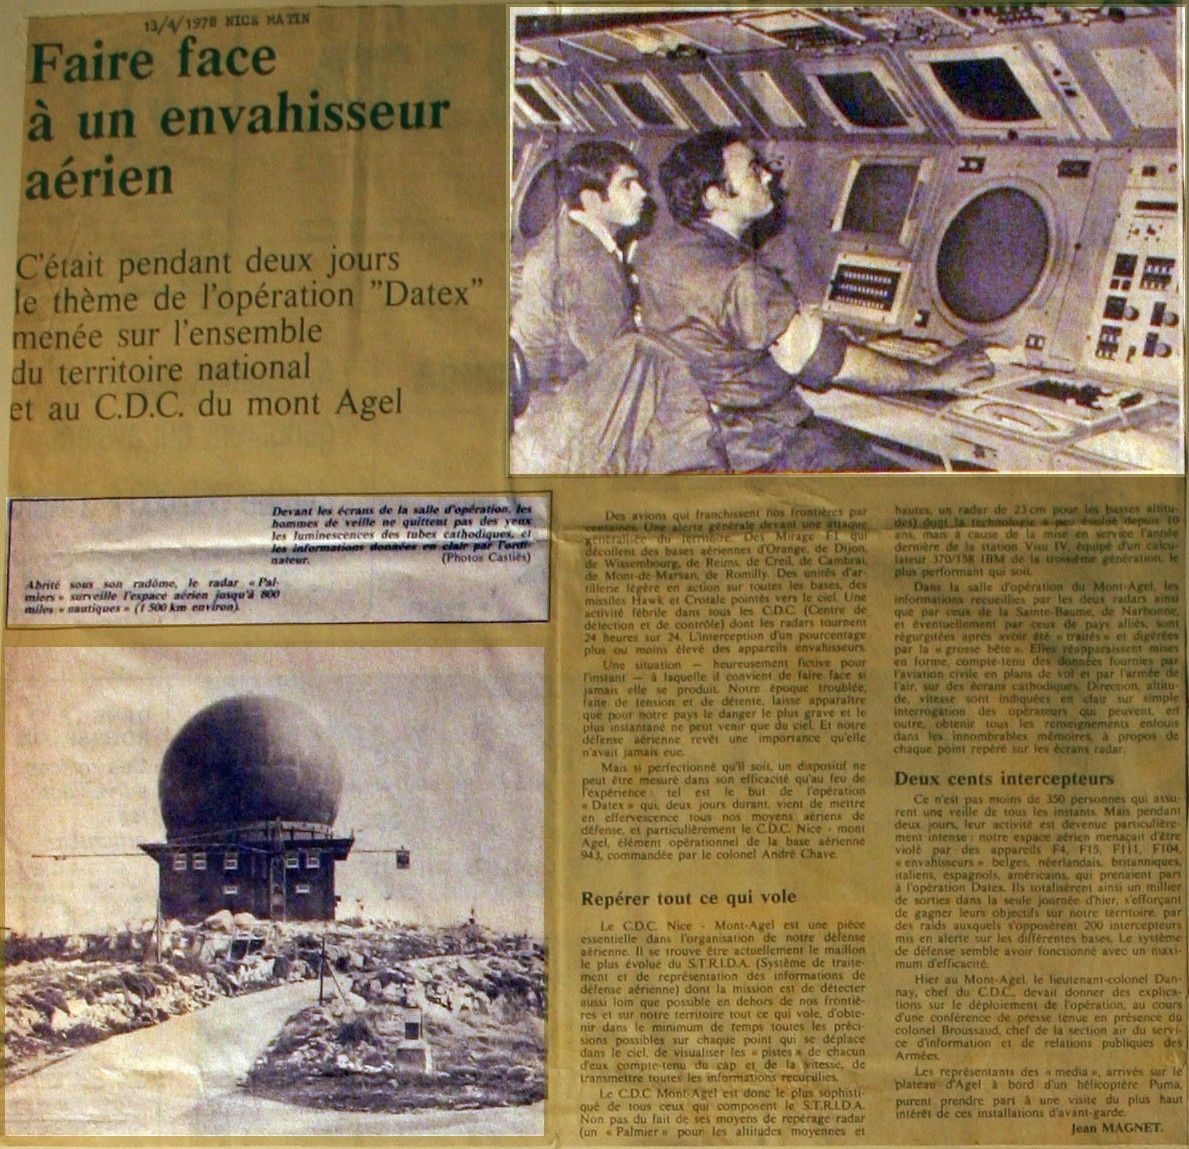 13/4/1978 NICE MATIN
Faire face
à un envahisseur
aérien
C'était pendant deux jours
le thème de l'opération "Datex"
menée sur l'ensemble
du territoire national
et au C.D.C. du mont Agel
Devant les écrans de la salle d'opération, les
hommes de veille ne quittent pas des yeux
les luminescences des tubes cathodiques, et
les informations données en clair par l'ordi-
nateur.
(Photos Castiès)
Abrité sous son radôme, le radar « Pal-
miers » surveille l'espace aérien jusqu'à 800
miles « nautiques » (1 500 km environ).
Des avions qui franchissent nos frontières par
centaines. Une alerte générale devant une attaque
généralisée du territoire. Des Mirage F1 qui
décollent des bases aériennes d'Orange, de Dijon,
de Wissembourg, de Reims, de Creil, de Cambrai,
de Mont-de-Marsan, de Romilly. Des unités d'ar-
tillerie légère en action sur toutes les bases, des
missiles Hawk et Crotale pointés vers le ciel. Une
activité fébrile dans tous les C.D.C. (Centre de
détection et de contrôle) dont les radars tournent
24 heures sur 24. L'interception d'un pourcentage
plus ou moins élevé des appareils envahisseurs.
Une situation — heureusement fictive pour
l'instant — à laquelle il convient de faire face si
jamais elle se produit. Notre époque troublée,
faite de tension et de détente, laisse apparaître
que pour notre pays le danger le plus grave et le
plus instantané ne peut venir que du ciel. Et notre
défense aérienne revêt une importance qu'elle
n'avait jamais eue.
Mais si perfectionné qu'il soit, un dispositif ne
peut être mesuré dans son efficacité qu'au feu de
l'expérience : tel est le but de l'opération
« Datex » qui, deux jours durant, vient de mettre
en effervescence tous nos moyens aériens de
défense, et particulièrement le C.D.C. Nice - mont
Agel, élément opérationnel de la base aérienne
943, commandée par le colonel André Chave.
Repérer tout ce qui vole
Le C.D.C. Nice - Mont-Agel est une pièce
essentielle dans l'organisation de notre défense
aérienne. Il se trouve être actuellement le maillon
le plus évolué du S.T.R.I.D.A. (Système de traite-
ment et de représentation des informations de
défense aérienne) dont la mission est de détecter
aussi loin que possible en dehors de nos frontiè-
res et sur notre territoire tout ce qui vole, d'obte-
nir dans le minimum de temps toutes les préci-
sions possibles sur chaque point qui se déplace
dans le ciel, de visualiser les « pistes » de chacun
d'eux compte-tenu du cap et de la vitesse, de
transmettre toutes les informations recueillies.
Le C.D.C Mont-Agel est donc le plus sophisti-
qué de tous ceux qui composent le S.T.R.I.D.A.
Non pas du fait de ses moyens de repérage radar
(un « Palmier » pour les altitudes moyennes et
hautes, un radar de 23 cm pour les basses altitu-
des) dont la technologie a peu évolué depuis 10
ans, mais à cause de la mise en service l'année
dernière de la station Visu IV, équipé d'un calcu-
lateur 370/158 IBM de la troisième génération, le
plus performant qui soit.
Dans la salle d'opération du Mont-Agel, les
informations recueillies par les deux radars ainsi
que par ceux de la Sainte-Baume, de Narbonne,
et éventuellement par ceux de pays alliés, sont
régurgitées après avoir été « traités » et digérées
par la « grosse bête ». Elles réapparaissent mises
en forme, compte-tenu des données fournies par
l'aviation civile en plans de vol et par l'armée de
l'air, sur des écrans cathodiques. Direction, altitu-
de, vitesse sont indiquées en clair sur simple
interrogation des opérateurs qui peuvent, en
outre, obtenir tous les renseignements enfouis
dans les innombrables mémoires, à propos de
chaque point repéré sur les écrans radar.
Deux cents intercepteurs
Ce n'est pas moins de 350 personnes qui assu-
rent une veille de tous les instants. Mais pendant
deux jours, leur activité est devenue particulière-
ment intense : notre espace aérien menaçait d'être
violé par des appareils F4, F15, F111, F104,
« envahisseurs » belges, néerlandais, britanniques,
italiens, espagnols, américains, qui prenaient part
à l'opération Datex. Ils totalisèrent ainsi un millier
de sorties dans la seule journée d'hier, s'efforçant
de gagner leurs objectifs sur notre territoire, par
des raids auxquels s'opposèrent 200 intercepteurs
mis en alerte sur les différentes bases. Le système
de défense semble avoir fonctionné avec un maxi-
mum d'efficacité.
Hier au Mont-Agel, le lieutenant-colonel Dan-
nay, chef du C.D.C., devait donner des explica-
tions sur le déploiement de l'opération, au cours
d'une conférence de presse tenue en présence du
colonel Broussaud, chef de la section air du servi-
ce d'information et de relations publiques des
Armées.
Les représentants des « media », arrivés sur le
plateau d'Agel à bord d'un hélicoptère Puma,
purent prendre part à une visite du plus haut
intérêt de ces installations d'avant-garde.
Jean MAGNET.